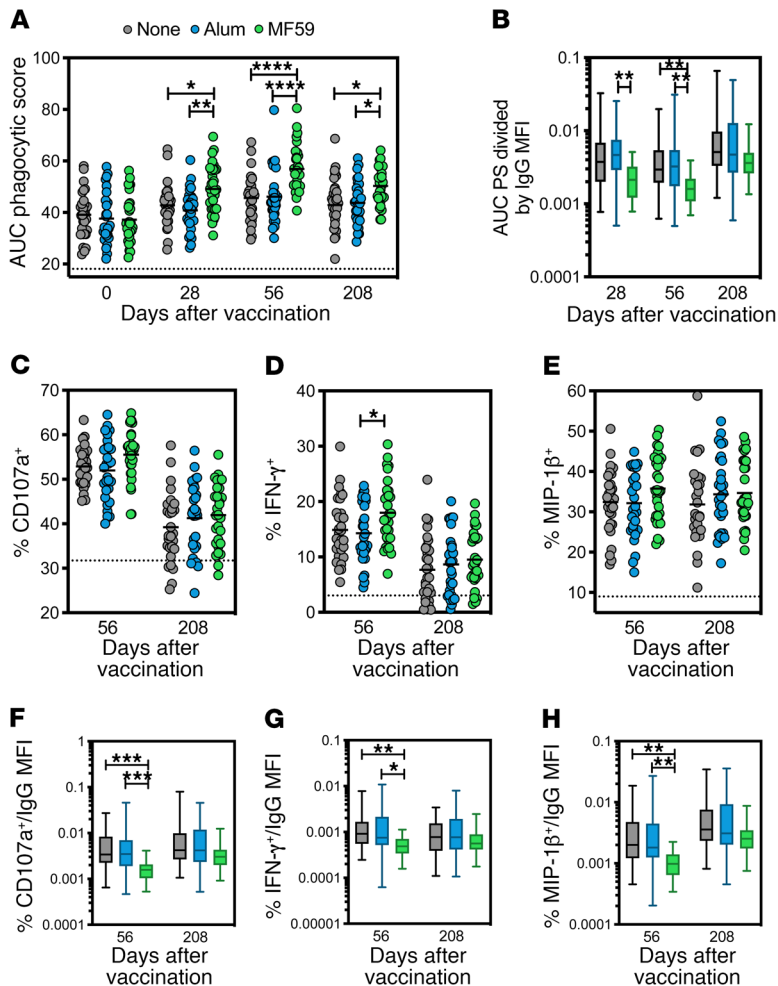 A
None
Alum
MF59
AUC phagocytic score
100
80
60
40
20
*
**
****
****
*
*
0
28
56
208
Days after vaccination
B
AUC PS divided
by IgG MFI
0.1
0.01
0.001
0.0001
**
**
**
28
56
208
Days after vaccination
C
% CD107a+
70
60
50
40
30
20
56
208
Days after
vaccination
D
% IFN-γ+
40
30
20
10
0
*
56
208
Days after
vaccination
E
% MIP-1β+
60
50
40
30
20
10
56
208
Days after
vaccination
F
% CD107a+/IgG MFI
1
0.1
0.01
0.001
0.0001
***
***
56
208
Days after
vaccination
G
% IFN-γ+/IgG MFI
0.1
0.01
0.001
0.0001
0.00001
**
*
56
208
Days after
vaccination
H
% MIP-1β+/IgG MFI
0.1
0.01
0.001
0.0001
**
**
56
208
Days after
vaccination